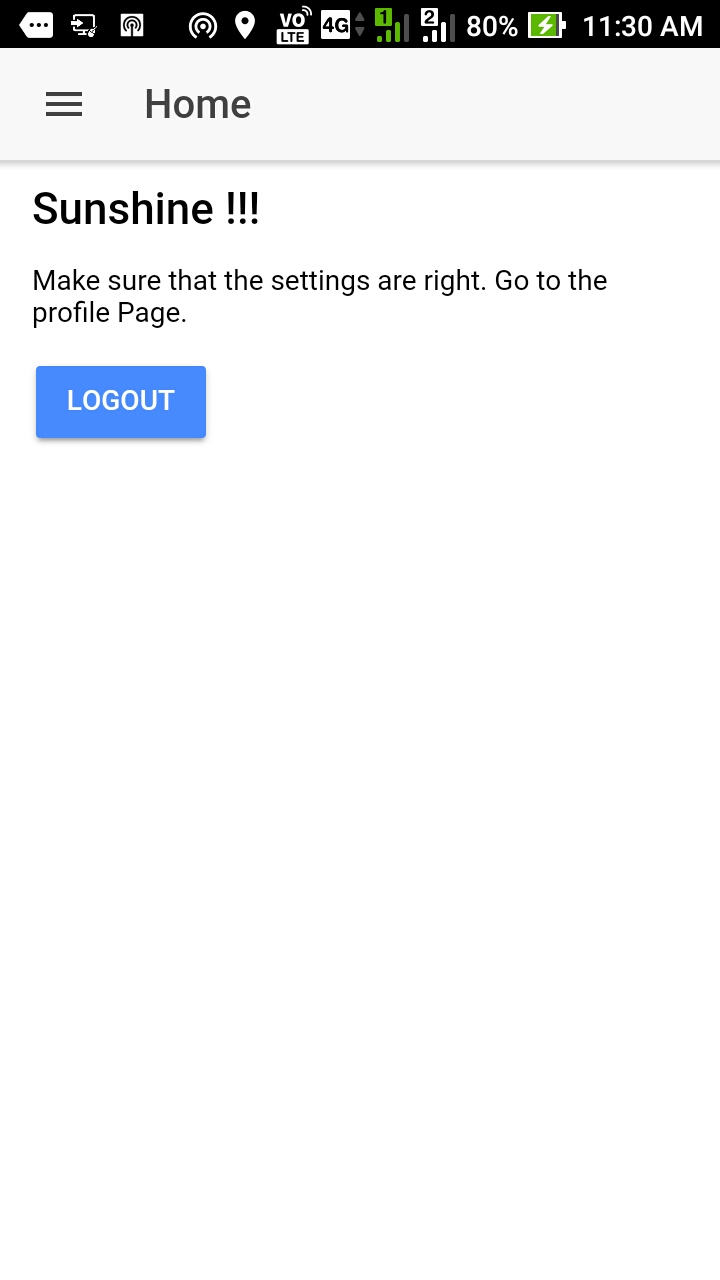 VO LTE 4G 1 2 80% 11:30 AM
Home
Sunshine !!!
Make sure that the settings are right. Go to the
profile Page.
LOGOUT